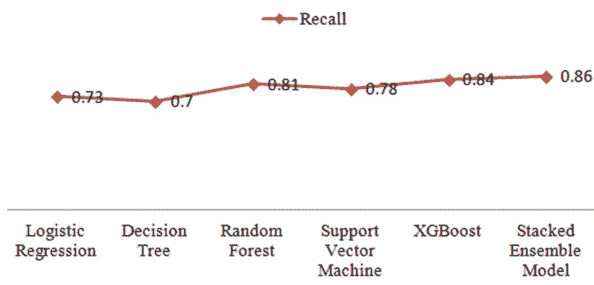 Recall
0.73
0.7
0.81
0.78
0.84
0.86
Logistic
Regression
Decision
Tree
Random
Forest
Support
Vector
Machine
XGBoost
Stacked
Ensemble
Model